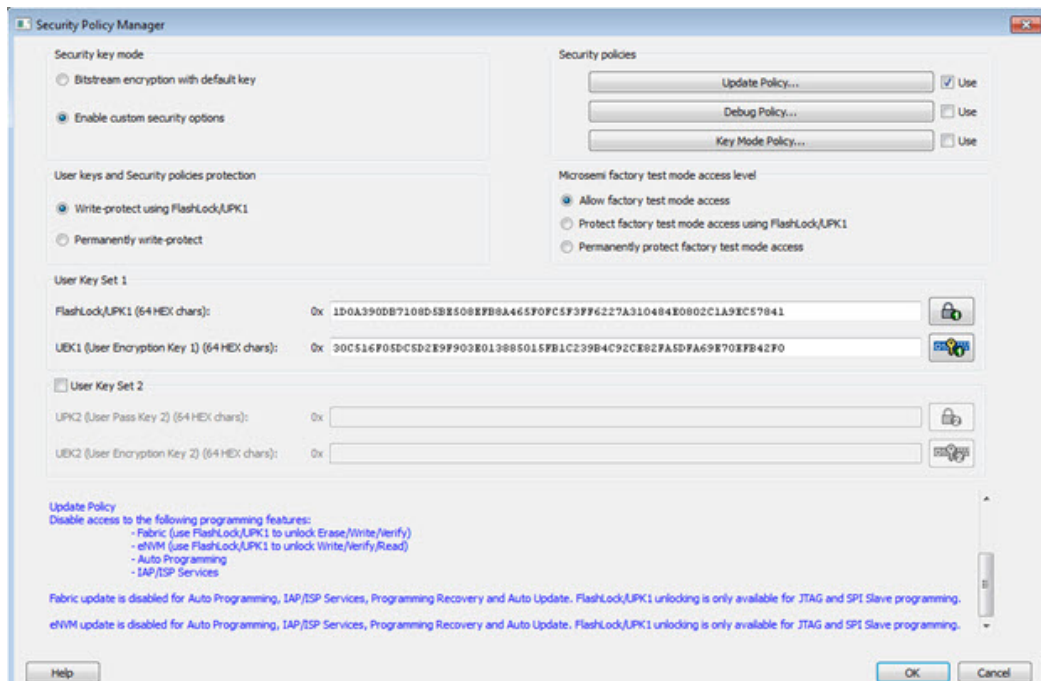 Security Policy Manager
Security key mode
Bitstream encryption with default key
Enable custom security options
Security policies
Update Policy...
Use
Debug Policy...
Use
Key Mode Policy...
Use
User keys and Security policies protection
Write-protect using FlashLock/UPK1
Permanently write-protect
Microsemi factory test mode access level
Allow factory test mode access
Protect factory test mode access using FlashLock/UPK1
Permanently protect factory test mode access
User Key Set 1
FlashLock/UPK1 (64 HEX chars): 0x
UEK1 (User Encryption Key 1) (64 HEX chars): 0x
User Key Set 2
UPK2 (User Pass Key 2) (64 HEX chars): 0x
UEK2 (User Encryption Key 2) (64 HEX chars): 0x
Update Policy
Disable access to the following programming features:
- Fabric (use FlashLock/UPK1 to unlock Erase/Write/Verify)
- eNVM (use FlashLock/UPK1 to unlock Write/Verify/Read)
- Auto Programming
- IAP/ISP Services
Fabric update is disabled for Auto Programming, IAP/ISP Services, Programming Recovery and Auto Update. FlashLock/UPK1 unlocking is only available for JTAG and SPI Slave programming.
eNVM update is disabled for Auto Programming, IAP/ISP Services, Programming Recovery and Auto Update. FlashLock/UPK1 unlocking is only available for JTAG and SPI Slave programming.
Help
OK
Cancel